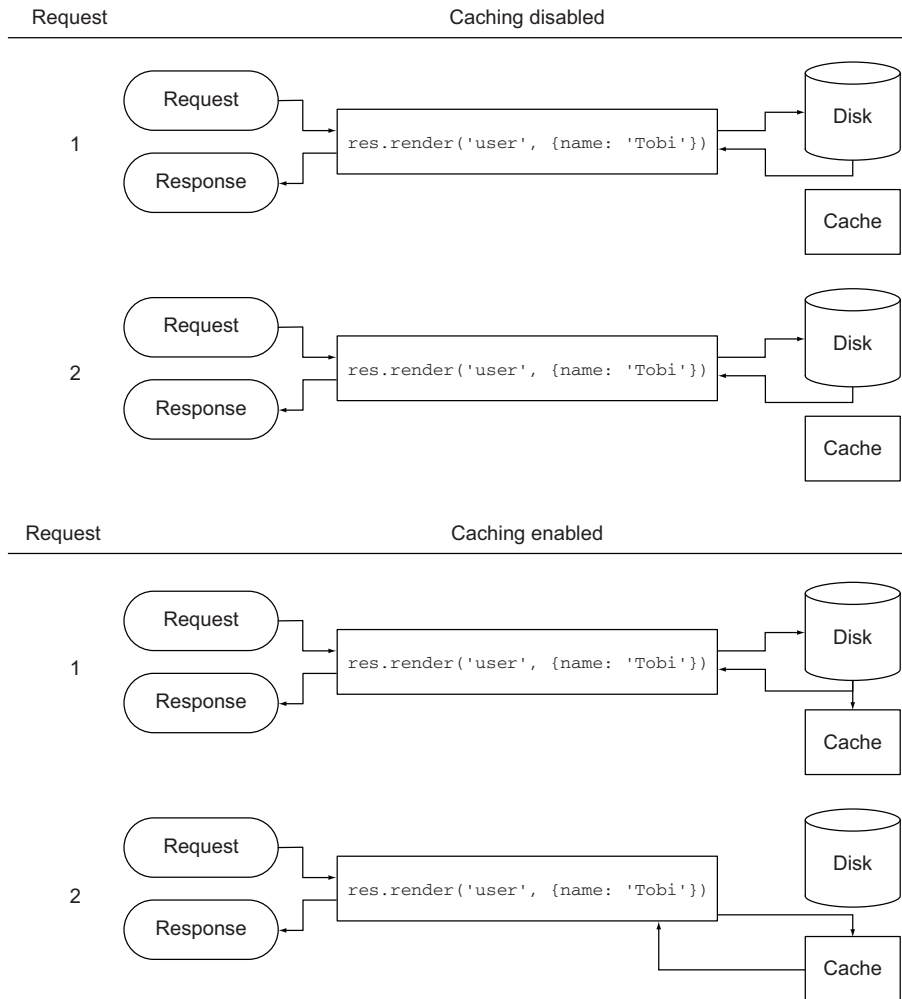 Request Caching disabled
Request
Disk
1
res.render('user', {name: 'Tobi'})
Response
Cache
Request
Disk
2
res.render('user', {name: 'Tobi'})
Response
Cache
Request Caching enabled
Request
Disk
1
res.render('user', {name: 'Tobi'})
Response
Cache
Request
Disk
2
res.render('user', {name: 'Tobi'})
Response
Cache